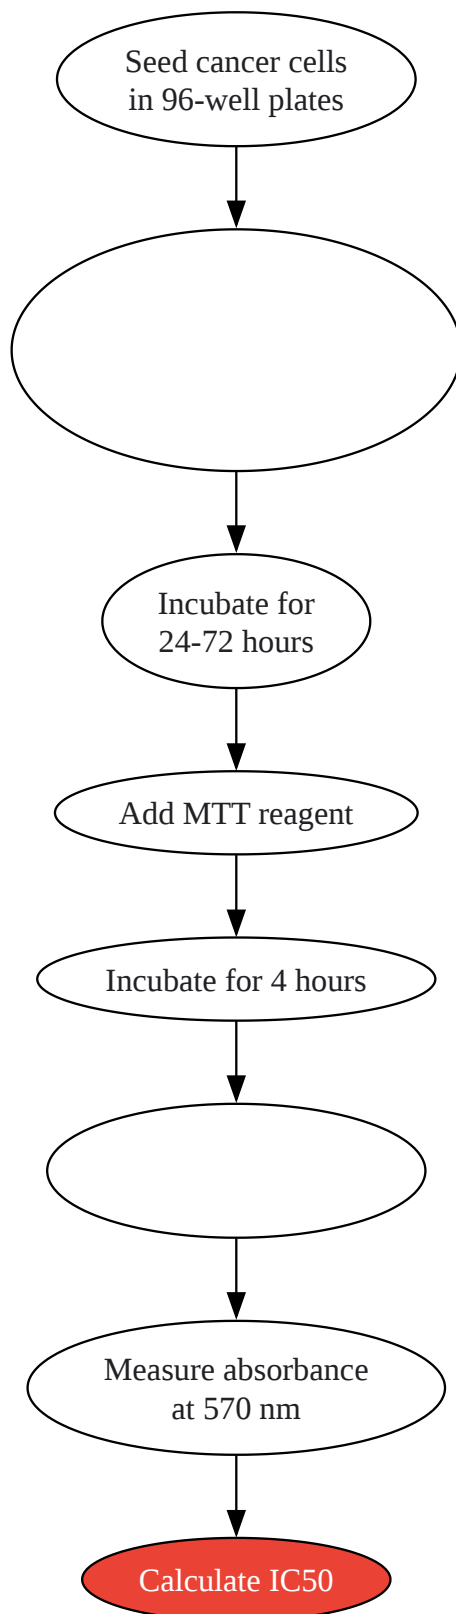 Seed cancer cells
in 96-well plates
Incubate for
24-72 hours
Add MTT reagent
Incubate for 4 hours
Measure absorbance
at 570 nm
Calculate IC50